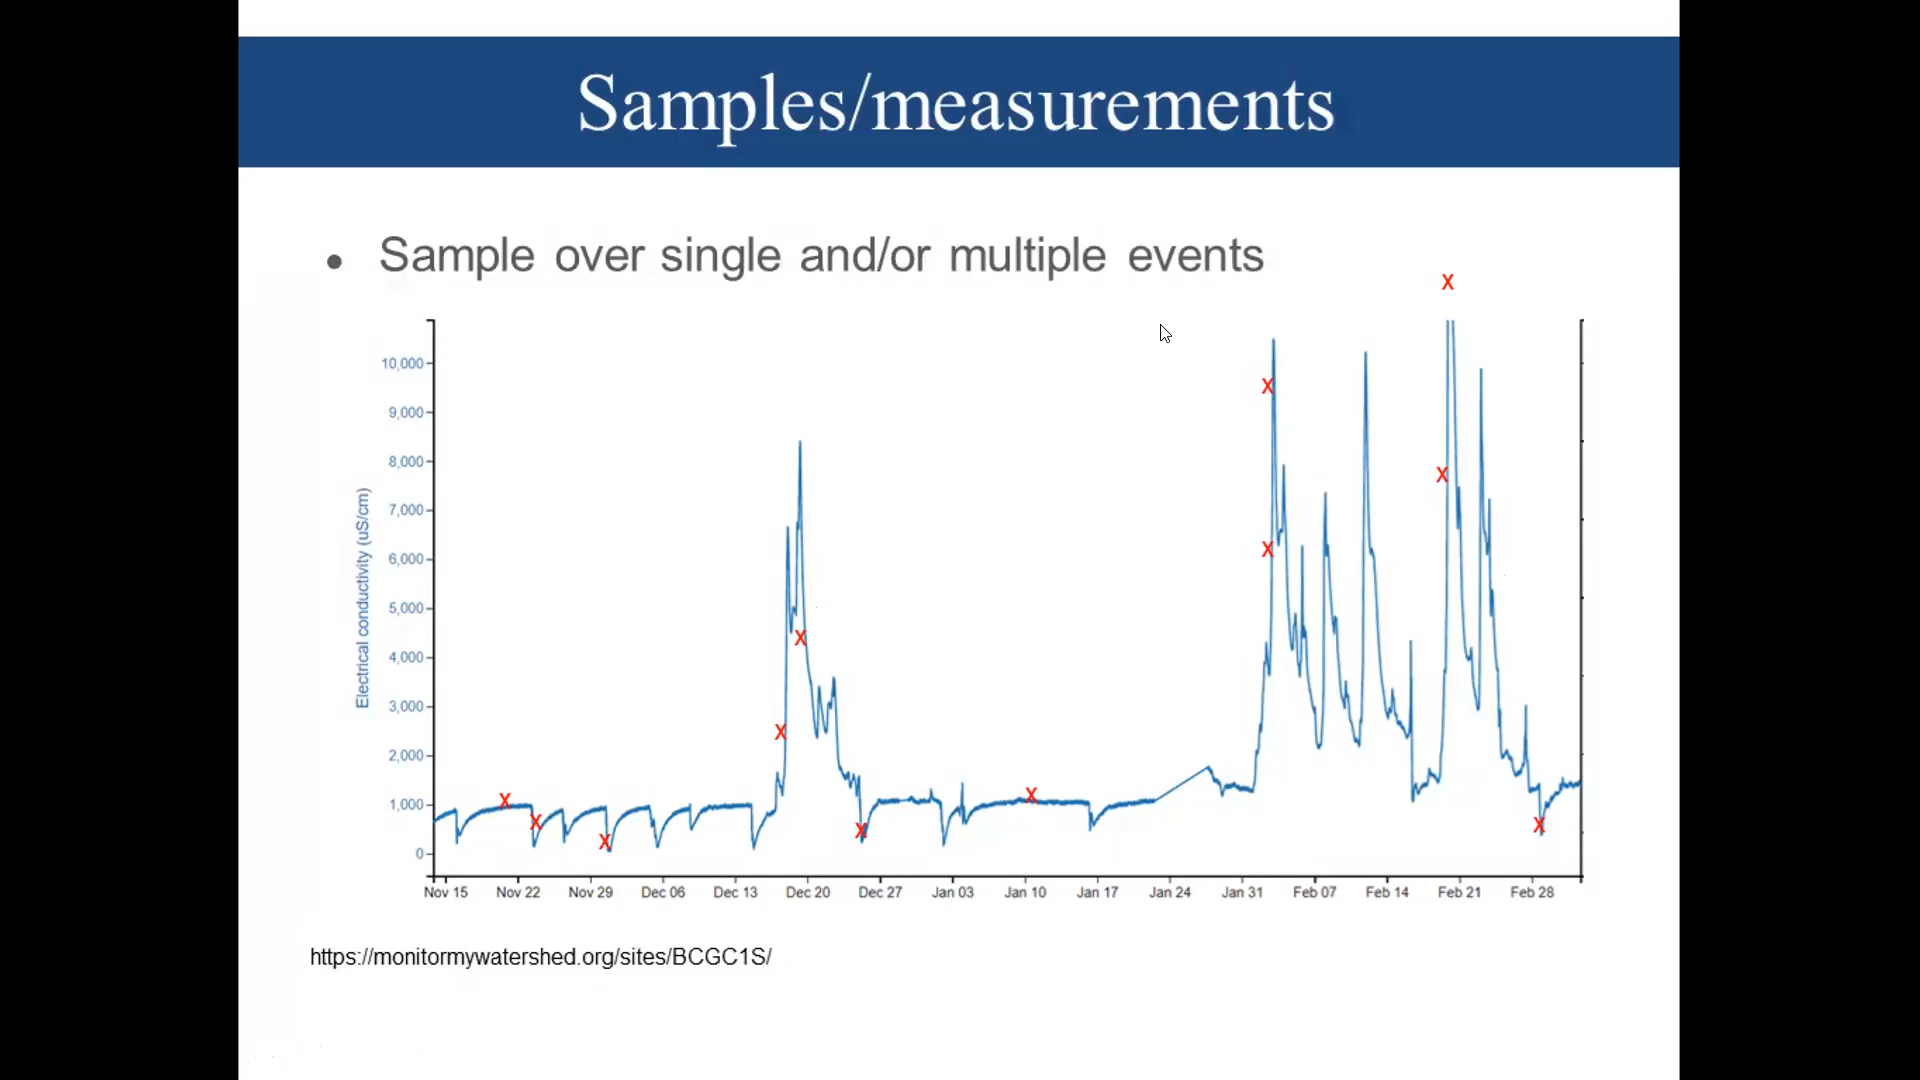 Samples/measurements
• Sample over single and/or multiple events
X
10,000
X
9,000
8,000
X
7,000
Electrical conductivity (uS/cm)
6,000
X
5,000
X
4,000
3,000
X
2,000
X
X
1,000
X
X
X
X
0
Nov 15 Nov 22 Nov 29 Dec 06 Dec 13 Dec 20 Dec 27 Jan 03 Jan 10 Jan 17 Jan 24 Jan 31 Feb 07 Feb 14 Feb 21 Feb 28
https://monitormywatershed.org/sites/BCGC1S/